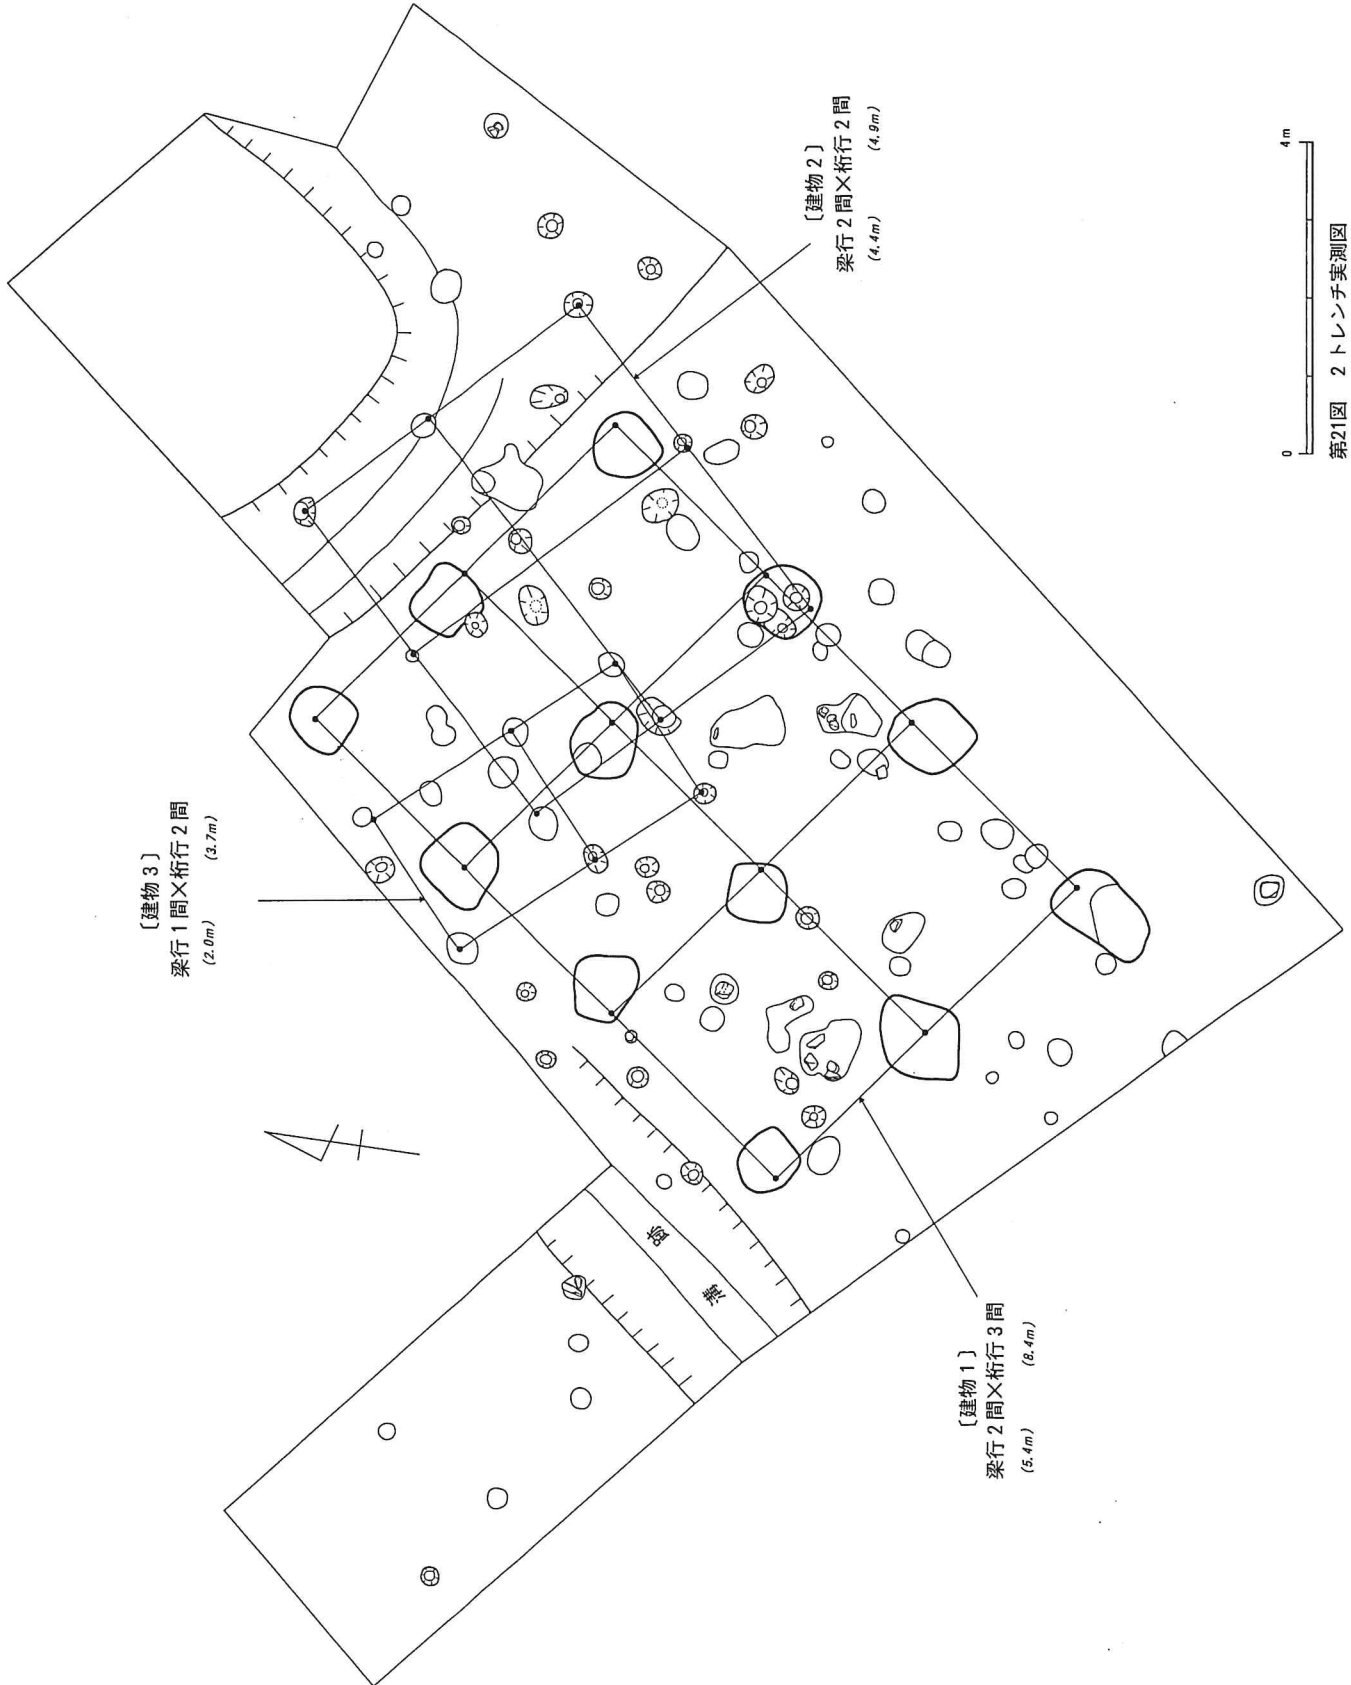 〔建物 3〕
梁行 1 間×桁行 2 間
(2.0m) (3.7m)
〔建物 2〕
梁行 2 間×桁行 2 間
(4.4m) (4.9m)
〔建物 1〕
梁行 2 間×桁行 3 間
(5.4m) (8.4m)
溝跡
0 4m
第21図 2 トレンチ実測図